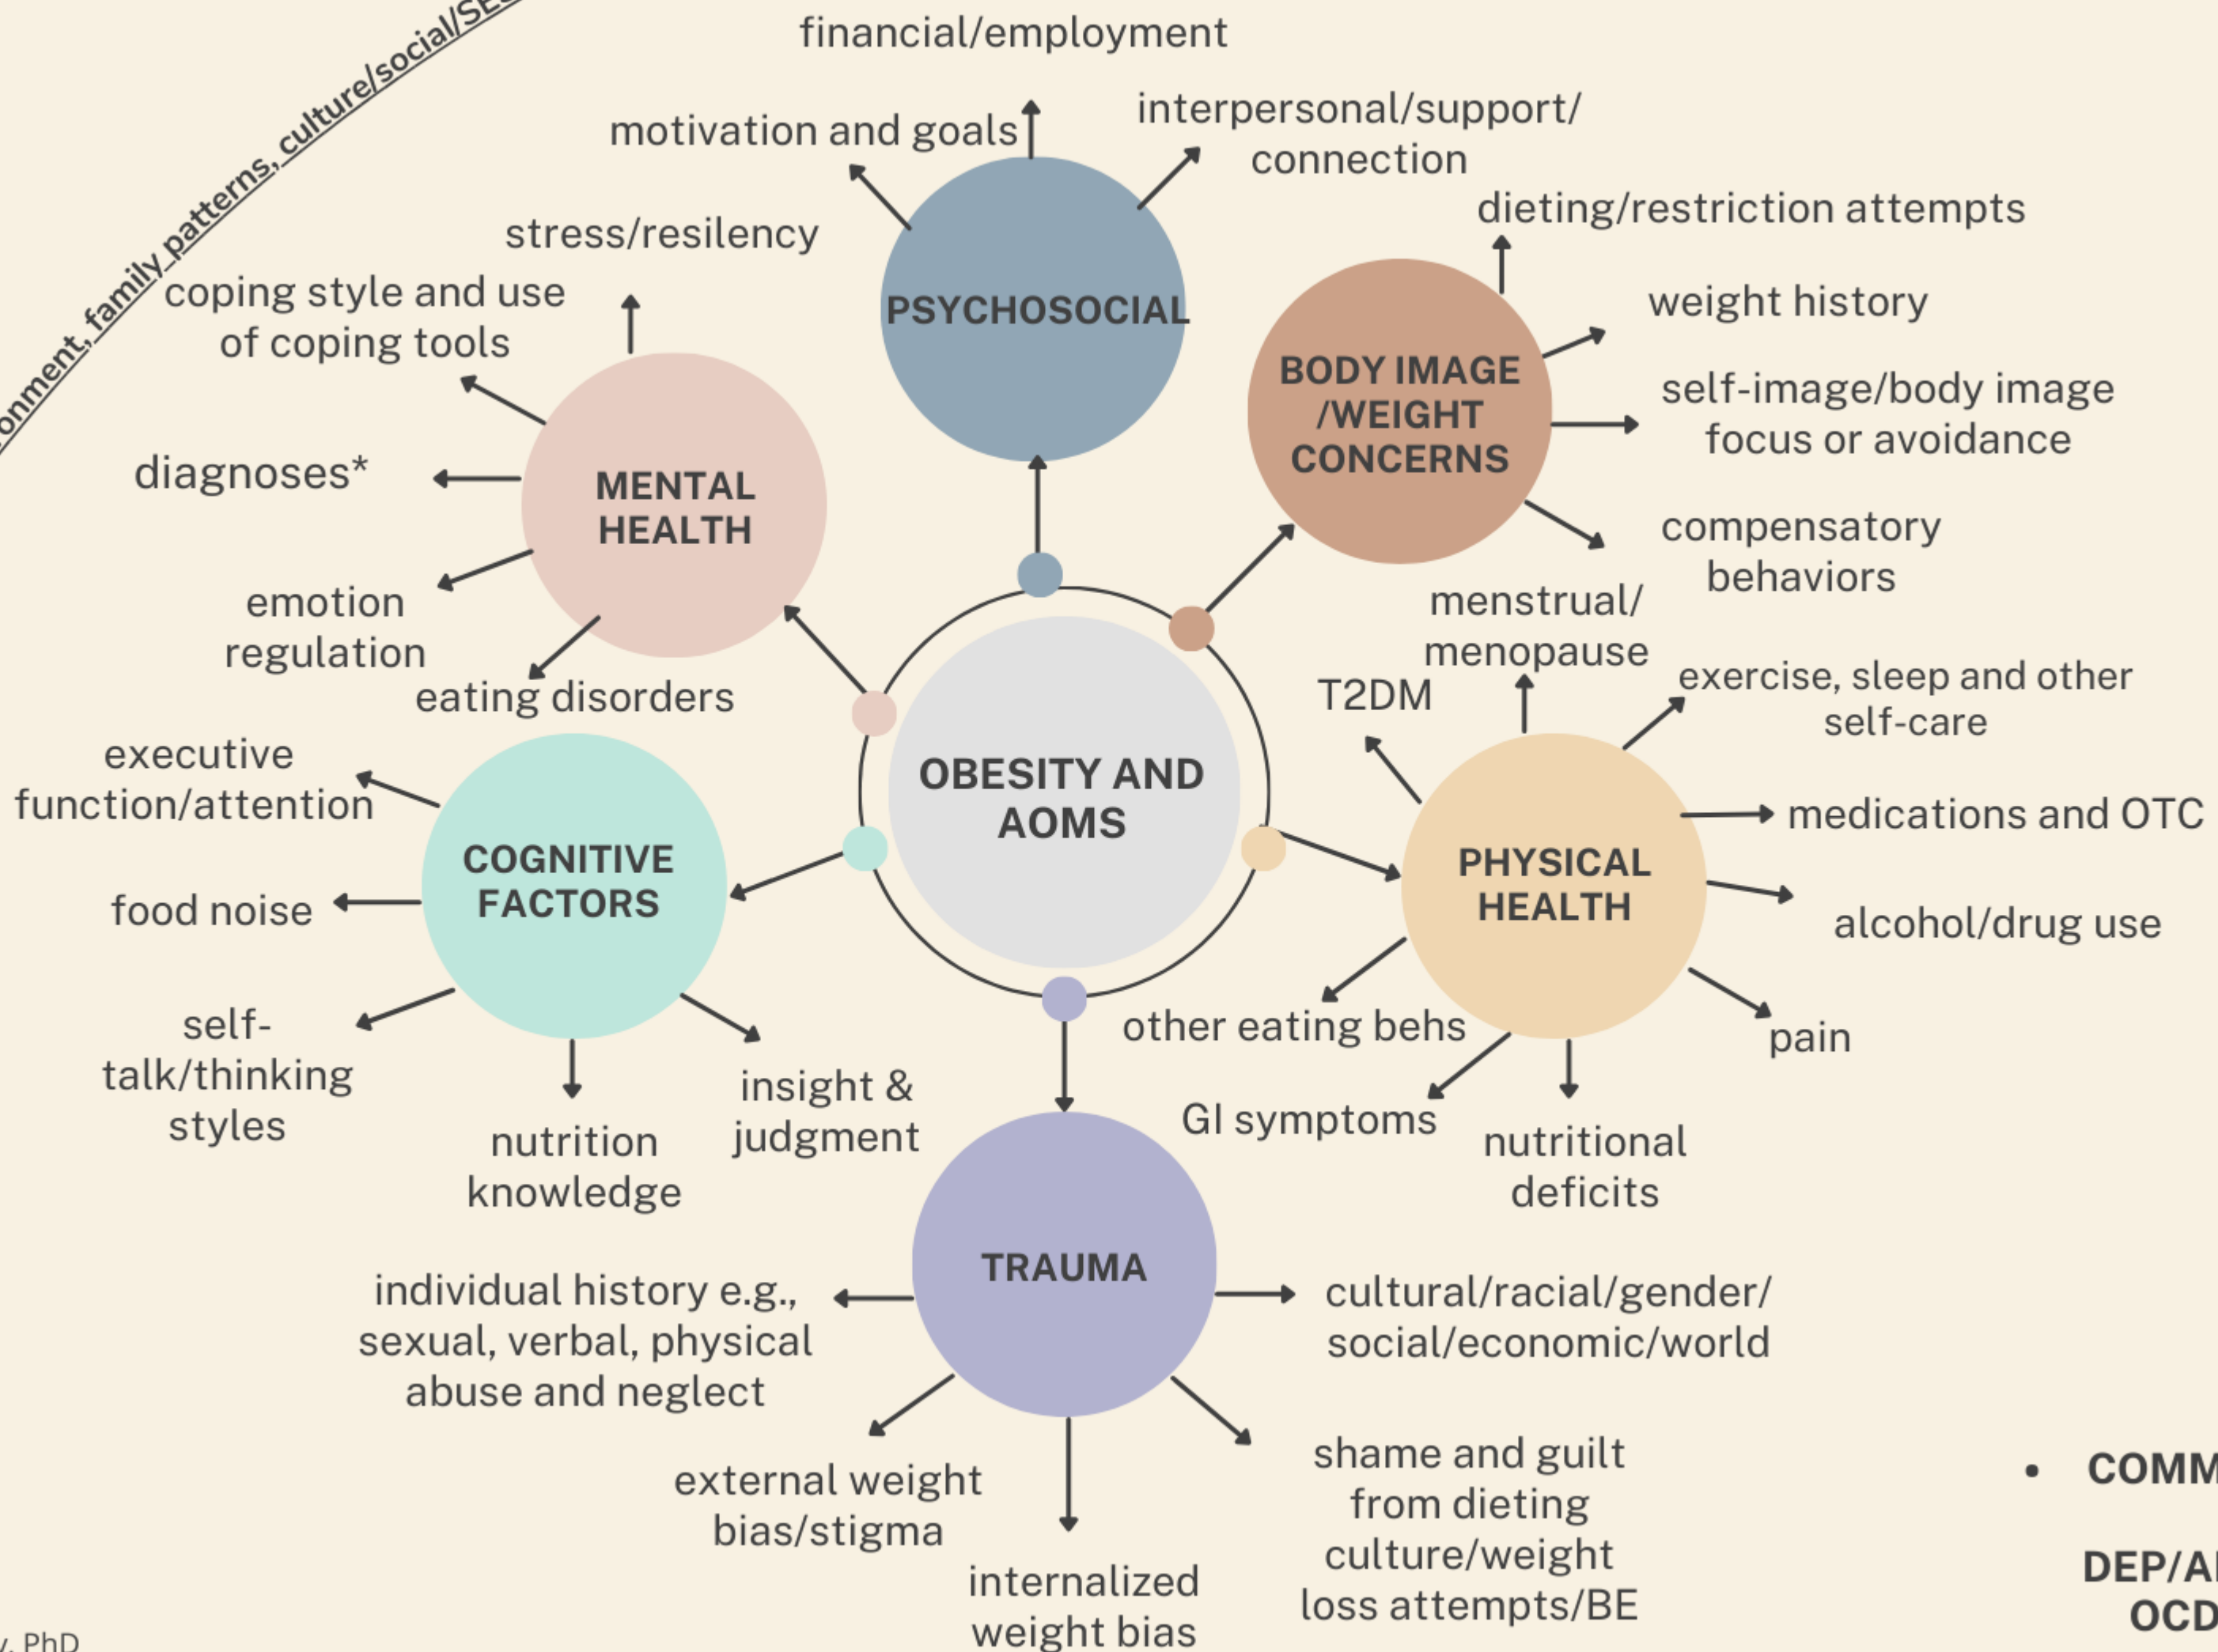 culture/social/
family patterns,
financial/employment
motivation and goals
interpersonal/support/
connection
stress/resilency
PSYCHOSOCIAL
dieting/restriction attempts
weight history
self-image/body image
focus or avoidance
compensatory
behaviors
BODY IMAGE
/WEIGHT
CONCERNS
coping style and use
of coping tools
diagnoses*
emotion
regulation
eating disorders
MENTAL
HEALTH
executive
function/attention
food noise
self-
talk/thinking
styles
nutrition
knowledge
insight &
judgment
COGNITIVE
FACTORS
OBESITY AND
AOMS
menstrual/
menopause
T2DM
exercise, sleep and other
self-care
medications and OTC
alcohol/drug use
pain
PHYSICAL
HEALTH
other eating behs
GI symptoms
nutritional
deficits
TRAUMA
individual history e.g.,
sexual, verbal, physical
abuse and neglect
cultural/racial/gender/
social/economic/world
external weight
bias/stigma
internalized
weight bias
shame and guilt
from dieting
culture/weight
loss attempts/BE
OCD
PhD